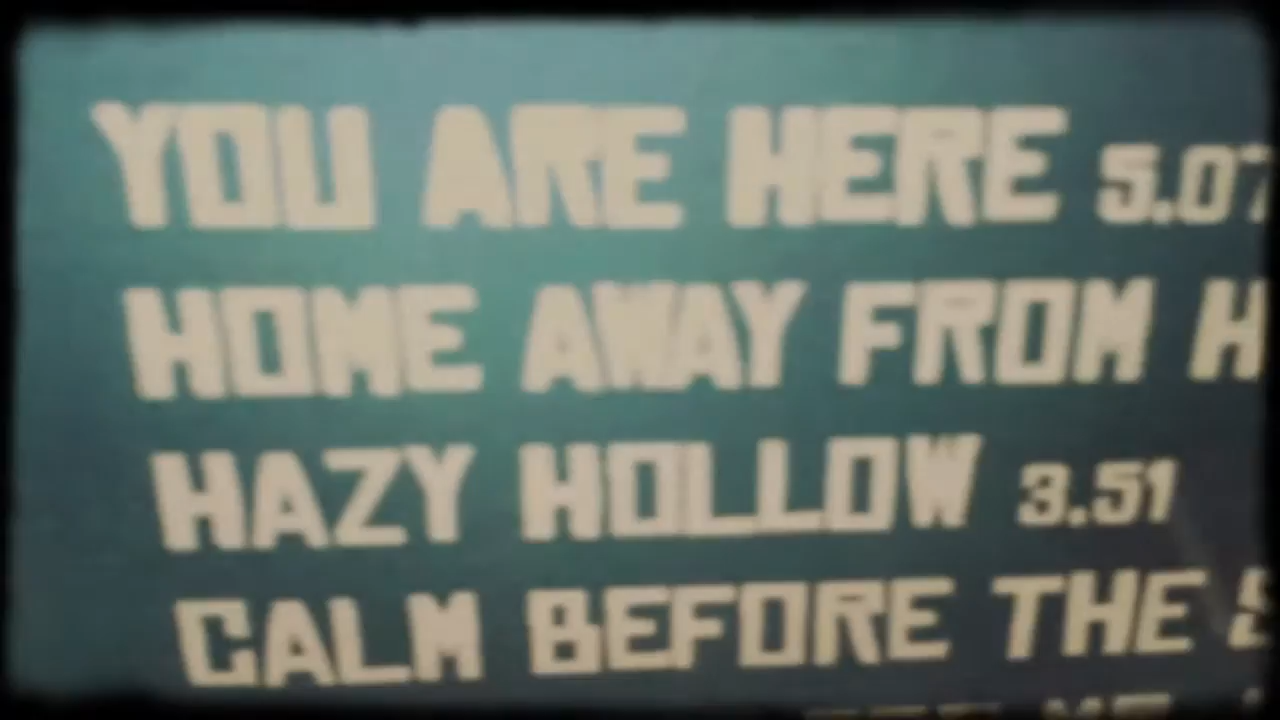 YOU ARE HERE 5.07
HOME AWAY FROM H
HAZY HOLLOW 3.51
CALM BEFORE THE S